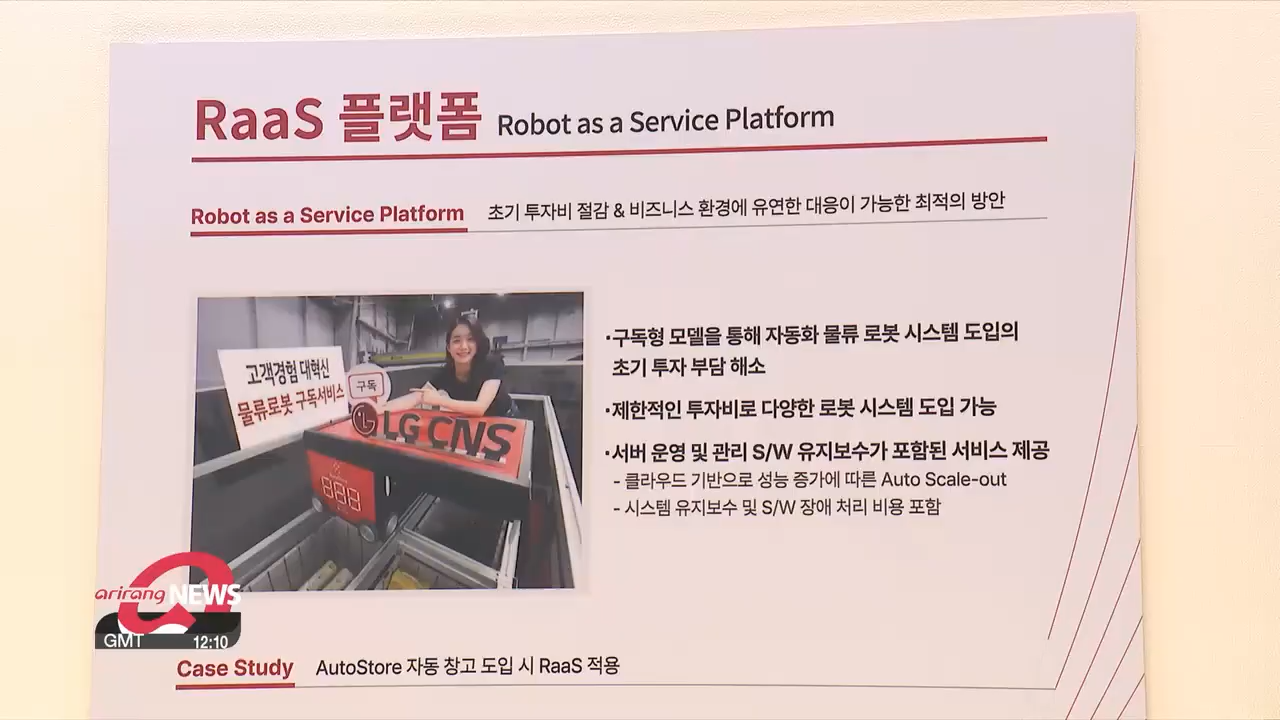 RaaS 플랫폼 Robot as a Service Platform
Robot as a Service Platform 초기 투자비 절감 & 비즈니스 환경에 유연한 대응이 가능한 최적의 방안
고객경험 대혁신
물류로봇 구독서비스
구독
LG LG CNS
888
·구독형 모델을 통해 자동화 물류 로봇 시스템 도입의
초기 투자 부담 해소
·제한적인 투자비로 다양한 로봇 시스템 도입 가능
·서버 운영 및 관리 S/W 유지보수가 포함된 서비스 제공
- 클라우드 기반으로 성능 증가에 따른 Auto Scale-out
- 시스템 유지보수 및 S/W 장애 처리 비용 포함
arirang NEWS
GMT 12:10
Case Study AutoStore 자동 창고 도입 시 RaaS 적용